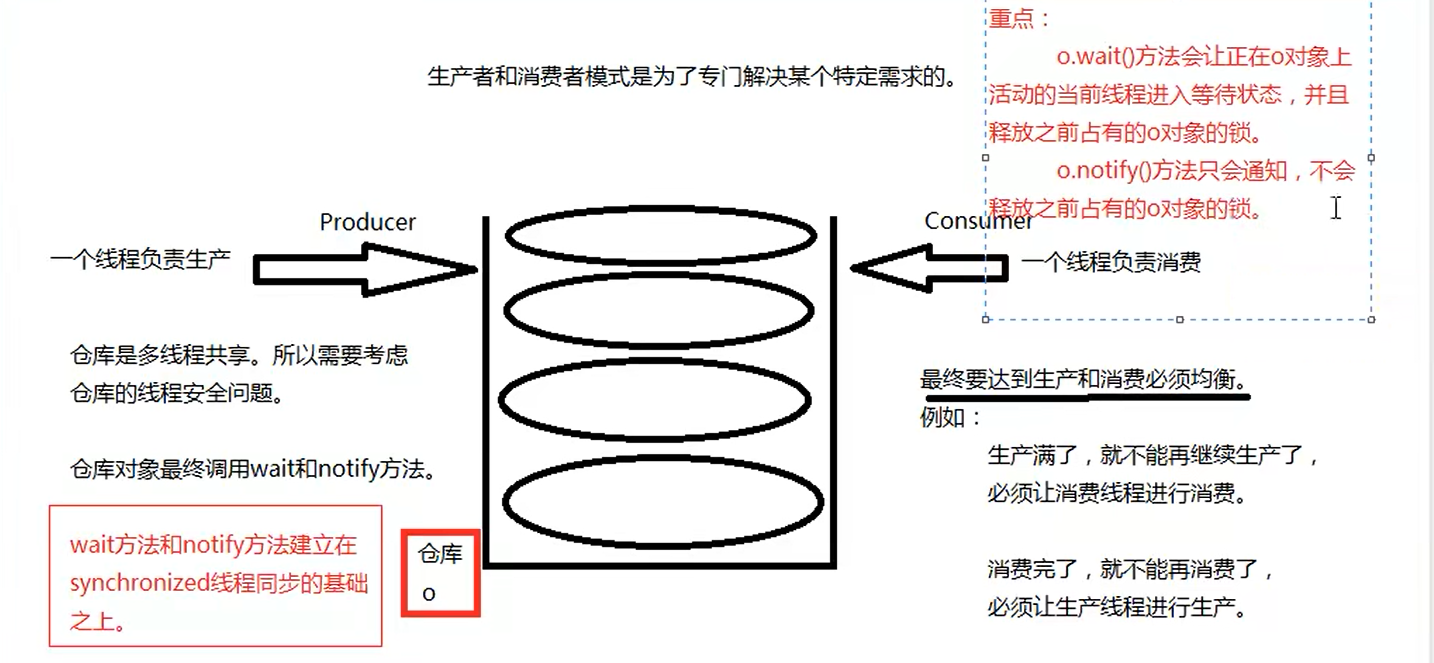 生产者和消费者模式是为了专门解决某个特定需求的。
重点：
o.wait()方法会让正在o对象上
活动的当前线程进入等待状态，并且
释放之前占有的o对象的锁。
o.notify()方法只会通知，不会
释放之前占有的o对象的锁。
Producer
一个线程负责生产
Consumer
一个线程负责消费
仓库是多线程共享。所以需要考虑
仓库的线程安全问题。
仓库对象最终调用wait和notify方法。
wait方法和notify方法建立在
synchronized线程同步的基础
之上。
仓库
o
最终要达到生产和消费必须均衡。
例如：
生产满了，就不能再继续生产了，
必须让消费线程进行消费。
消费完了，就不能再消费了，
必须让生产线程进行生产。